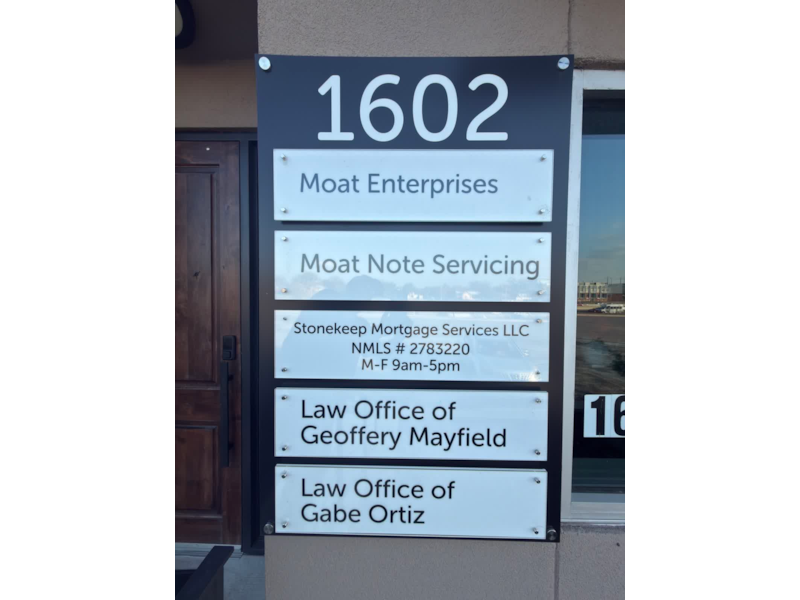 1602
Moat Enterprises
Moat Note Servicing
Stonekeep Mortgage Services LLC
NMLS # 2783220
M-F 9am-5pm
Law Office of
Geoffery Mayfield
Law Office of
Gabe Ortiz
16